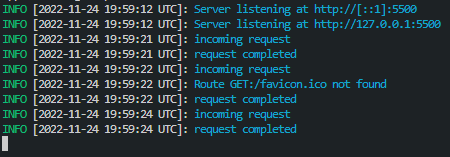 INFO [2022-11-24 19:59:12 UTC]: Server listening at http://[::1]:5500
INFO [2022-11-24 19:59:12 UTC]: Server listening at http://127.0.0.1:5500
INFO [2022-11-24 19:59:21 UTC]: incoming request
INFO [2022-11-24 19:59:21 UTC]: request completed
INFO [2022-11-24 19:59:22 UTC]: incoming request
INFO [2022-11-24 19:59:22 UTC]: Route GET:/favicon.ico not found
INFO [2022-11-24 19:59:22 UTC]: request completed
INFO [2022-11-24 19:59:24 UTC]: incoming request
INFO [2022-11-24 19:59:24 UTC]: request completed